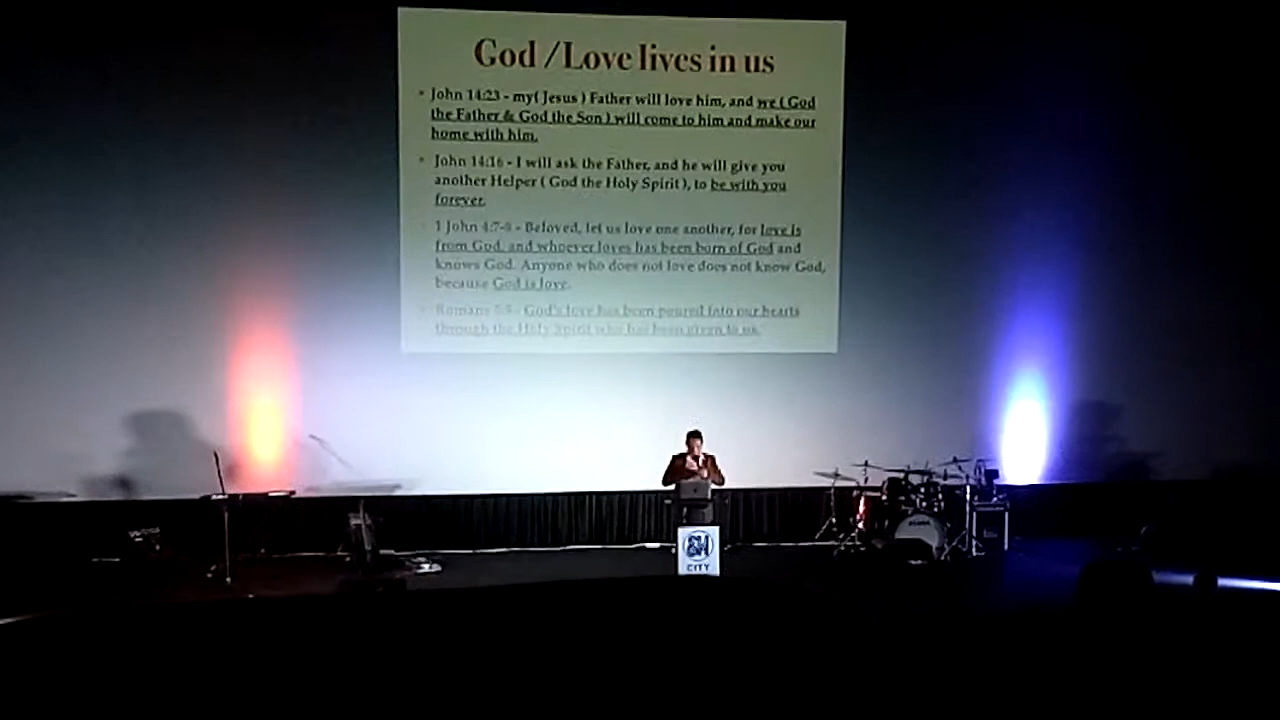 God /Love lives in us
• John 14:23 - my( Jesus ) Father will love him, and we ( God
the Father & God the Son ) will come to him and make our
home with him.
• John 14:16 - I will ask the Father, and he will give you
another Helper ( God the Holy Spirit ), to be with you
forever.
1 John 4:7-8 - Beloved, let us love one another, for love is
from God, and whoever loves has been born of God and
knows God. Anyone who does not love does not know God,
because God is love.
• Romans 5:5 - God's love has been poured into our hearts
through the Holy Spirit who has been given to us.
SM
CITY
TAMA